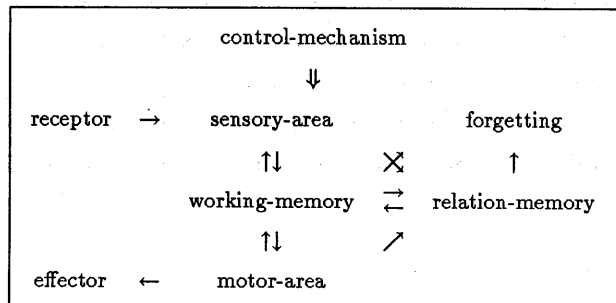 control-mechanism
⇓
receptor → sensory-area forgetting
↑↓ ⤨ ↑
working-memory ⇄ relation-memory
↑↓ ↗
effector ← motor-area